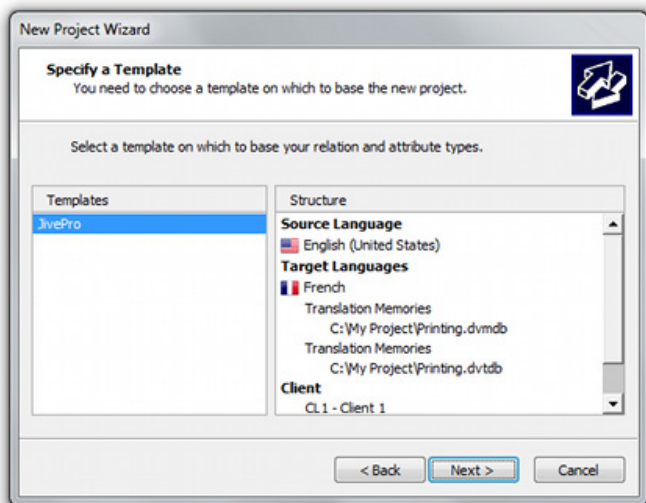 New Project Wizard
Specify a Template
You need to choose a template on which to base the new project.
Select a template on which to base your relation and attribute types.
Templates
JivePro
Structure
Source Language
English (United States)
Target Languages
French
Translation Memories
C:\My Project\Printing.dvmdb
Translation Memories
C:\My Project\Printing.dvtdb
Client
CL1 - Client 1
< Back
Next >
Cancel